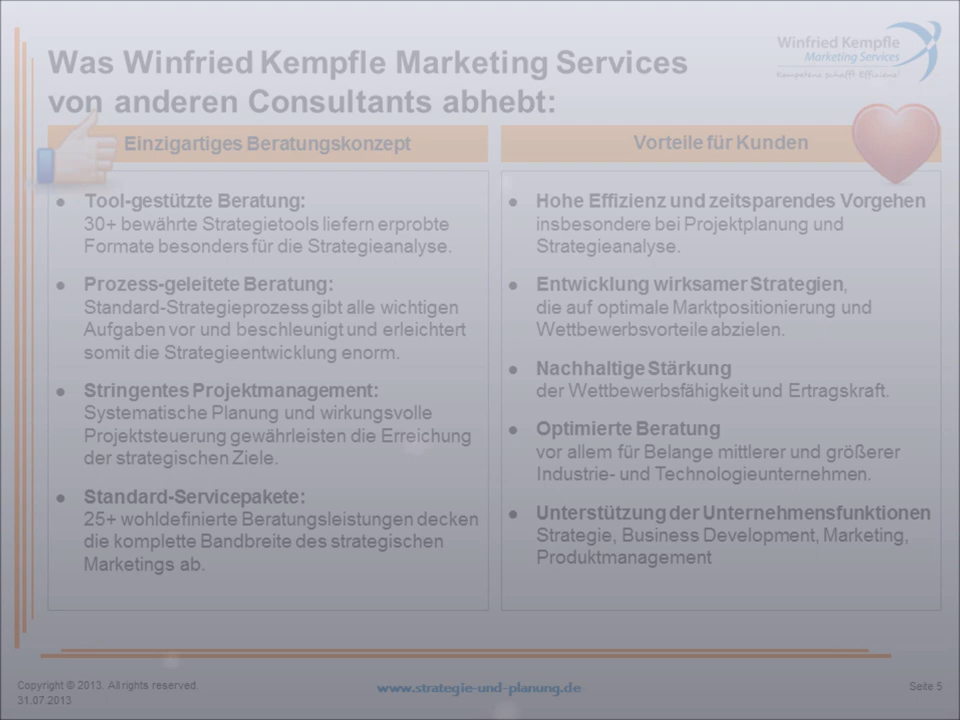 Was Winfried Kempfle Marketing Services
von anderen Consultants abhebt:
Winfried Kempfle
Marketing Services
Kompetenz schafft Effizienz!
Einzigartiges Beratungskonzept
● Tool-gestützte Beratung:
30+ bewährte Strategietools liefern erprobte
Formate besonders für die Strategieanalyse.
● Prozess-geleitete Beratung:
Standard-Strategieprozess gibt alle wichtigen
Aufgaben vor und beschleunigt und erleichtert
somit die Strategieentwicklung enorm.
● Stringentes Projektmanagement:
Systematische Planung und wirkungsvolle
Projektsteuerung gewährleisten die Erreichung
der strategischen Ziele.
● Standard-Servicepakete:
25+ wohldefinierte Beratungsleistungen decken
die komplette Bandbreite des strategischen
Marketings ab.
Vorteile für Kunden
● Hohe Effizienz und zeitsparendes Vorgehen
insbesondere bei Projektplanung und
Strategieanalyse.
● Entwicklung wirksamer Strategien,
die auf optimale Marktpositionierung und
Wettbewerbsvorteile abzielen.
● Nachhaltige Stärkung
der Wettbewerbsfähigkeit und Ertragskraft.
● Optimierte Beratung
vor allem für Belange mittlerer und größerer
Industrie- und Technologieunternehmen.
● Unterstützung der Unternehmensfunktionen
Strategie, Business Development, Marketing,
Produktmanagement
Copyright © 2013. All rights reserved.
31.07.2013
www.strategie-und-planung.de
Seite 5